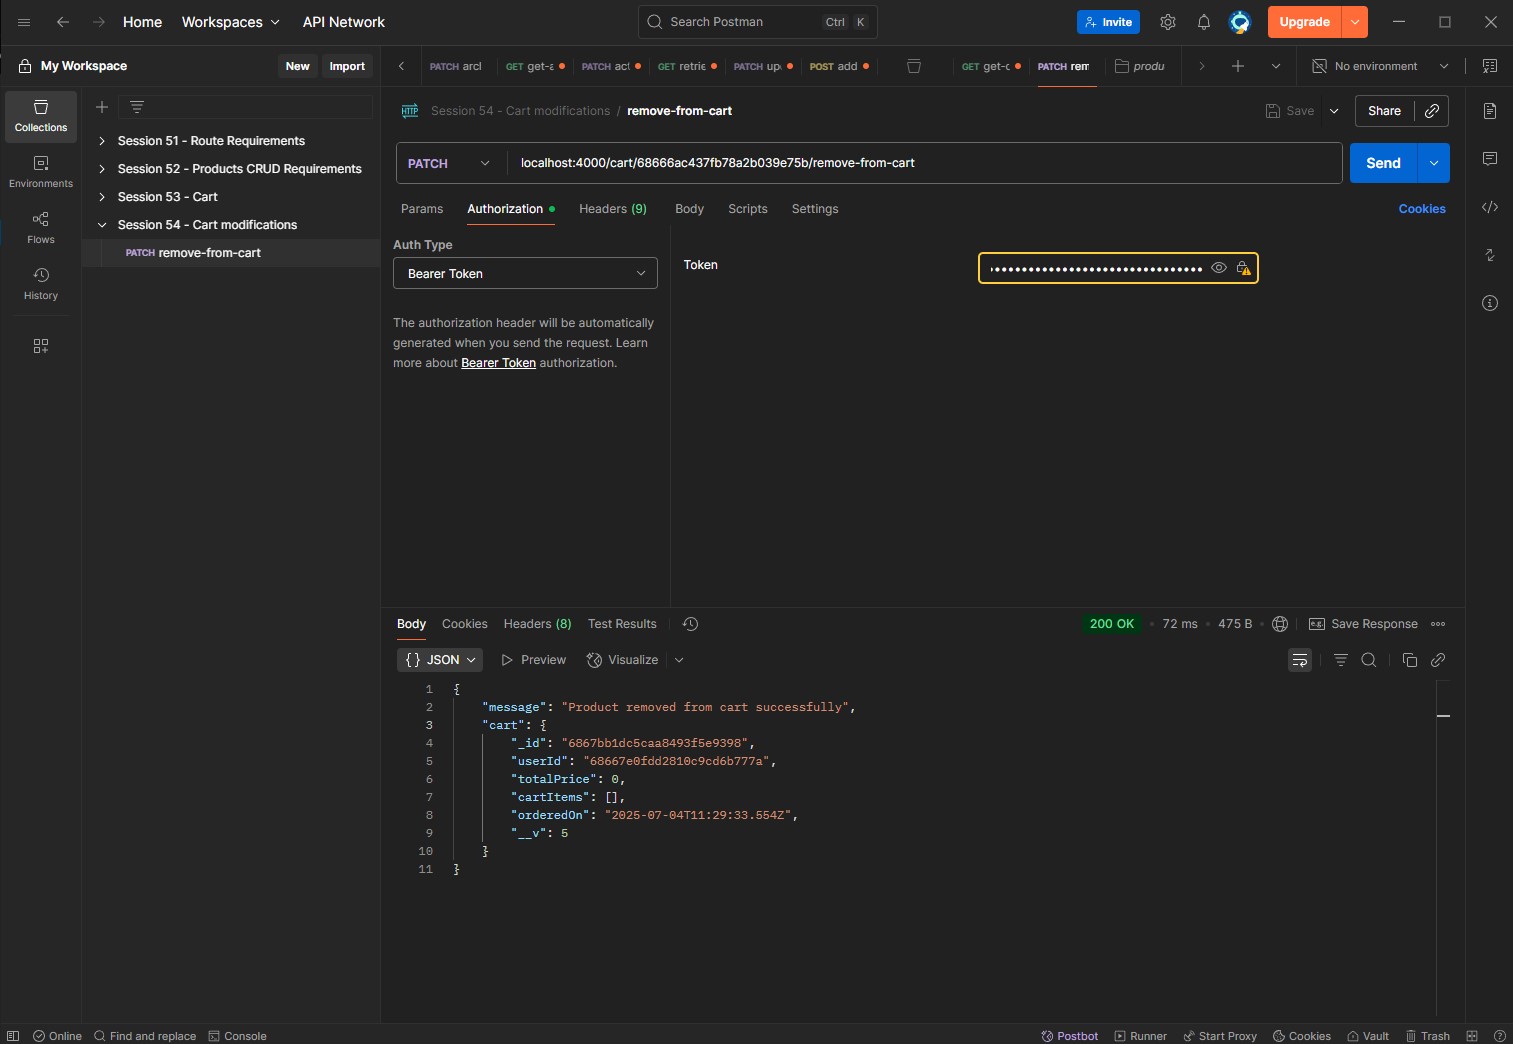 Home Workspaces API Network Search Postman Ctrl K Invite Upgrade
My Workspace New Import
PATCH arcl GET get-a PATCH act GET retrie PATCH up POST add GET get-c PATCH rem produ No environment
Collections
Environments
Flows
History
Session 51 - Route Requirements
Session 52 - Products CRUD Requirements
Session 53 - Cart
Session 54 - Cart modifications
PATCH remove-from-cart
HTTP Session 54 - Cart modifications / remove-from-cart Save Share
PATCH localhost:4000/cart/68666ac437fb78a2b039e75b/remove-from-cart Send
Params Authorization Headers (9) Body Scripts Settings Cookies
Auth Type
Bearer Token
The authorization header will be automatically
generated when you send the request. Learn
more about Bearer Token authorization.
Token
Body Cookies Headers (8) Test Results 200 OK • 72 ms • 475 B e.g. Save Response
{} JSON Preview Visualize
1 {
2 "message": "Product removed from cart successfully",
3 "cart": {
4 "_id": "6867bb1dc5caa8493f5e9398",
5 "userId": "68667e0fdd2810c9cd6b777a",
6 "totalPrice": 0,
7 "cartItems": [],
8 "orderedOn": "2025-07-04T11:29:33.554Z",
9 "__v": 5
10 }
11 }
Online Find and replace Console Postbot Runner Start Proxy Cookies Vault Trash